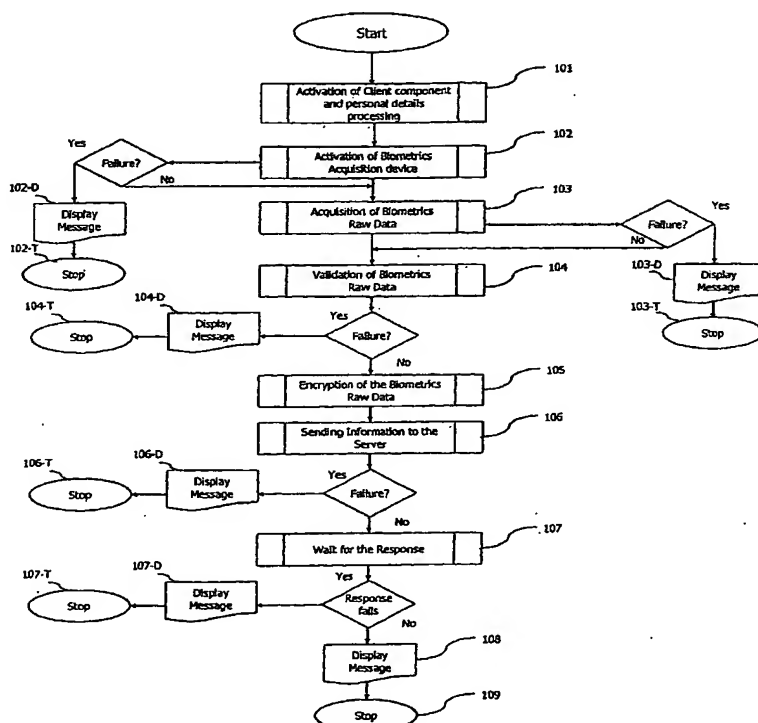 Start
101
Activation of Client component
and personal details
processing
102
Yes
Failure?
Activation of Biometrics
Acquisition device
No
102-D
Display
Message
103
Acquisition of Biometrics
Raw Data
Yes
Failure?
No
102-T
Stop
104
Validation of Biometrics
Raw Data
103-D
Display
Message
104-T
Stop
104-D
Display
Message
Yes
Failure?
No
103-T
Stop
105
Encryption of the Biometrics
Raw Data
106
Sending Information to the
Server
106-T
Stop
106-D
Display
Message
Yes
Failure?
No
107
Wait for the Response
107-T
Stop
107-D
Display
Message
Yes
Response
fails
No
108
Display
Message
109
Stop